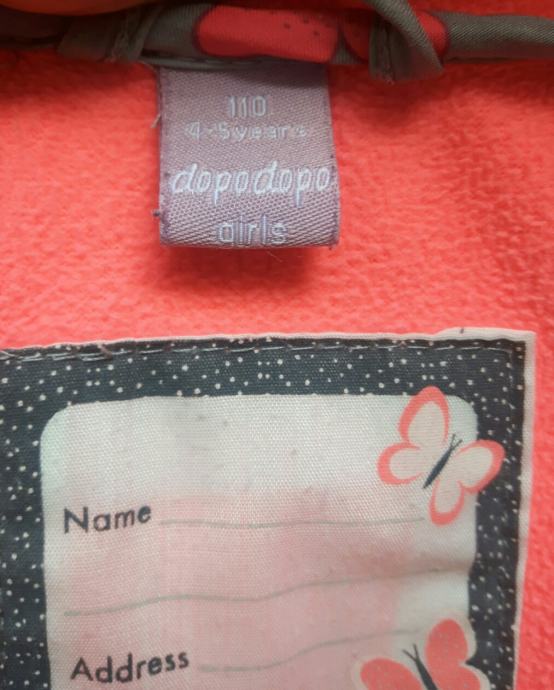 110
4-5years
dopodopo
girls
Name
Address